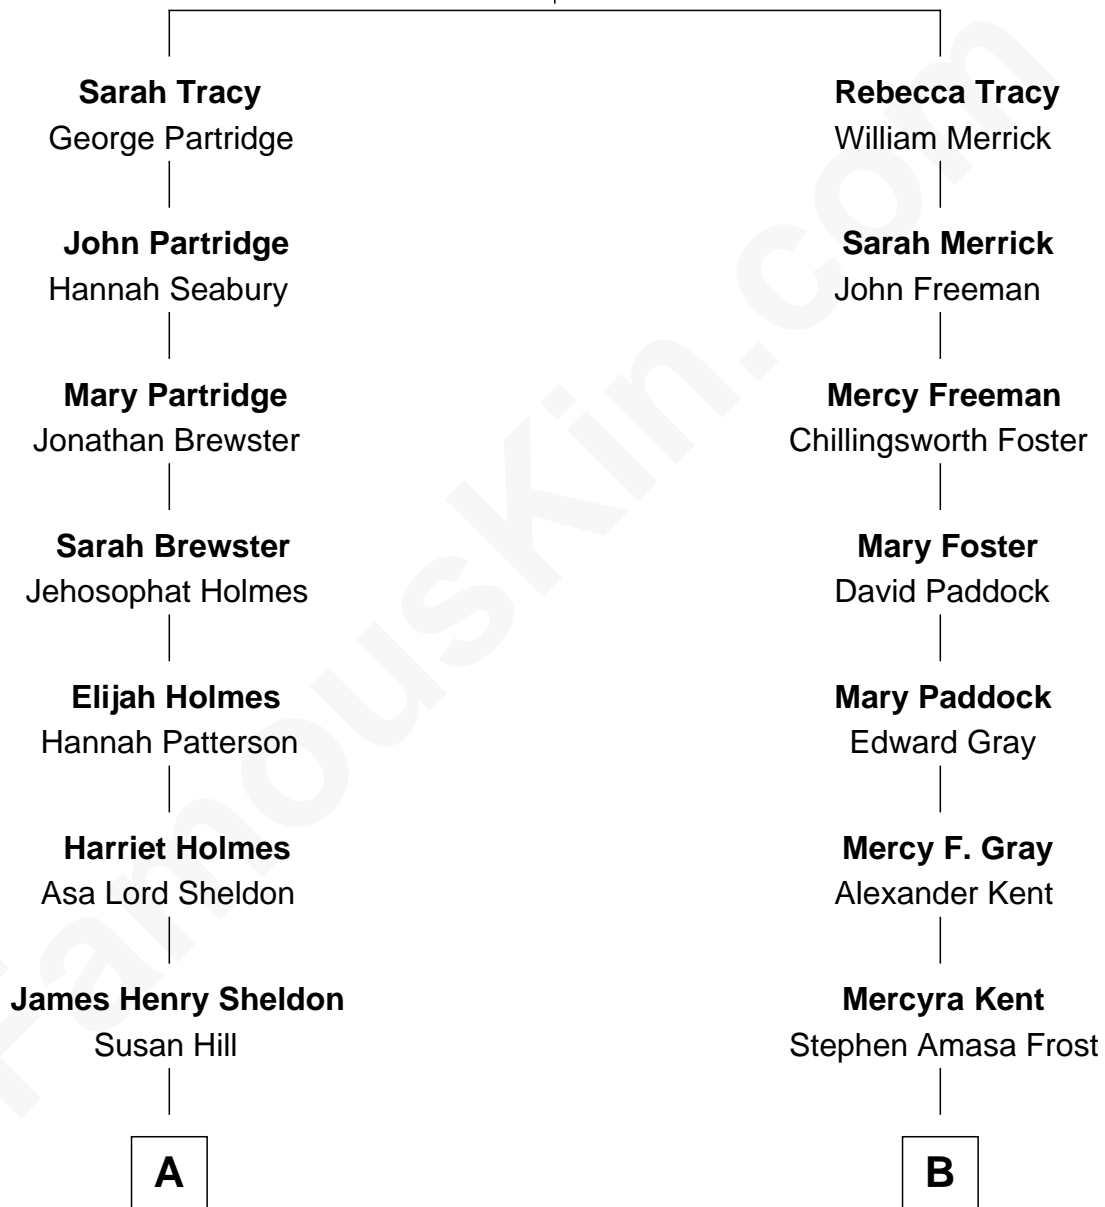 Sarah Tracy
George Partridge
John Partridge
Hannah Seabury
Mary Partridge
Jonathan Brewster
Sarah Brewster
Jehosophat Holmes
Elijah Holmes
Hannah Patterson
Harriet Holmes
Asa Lord Sheldon
James Henry Sheldon
Susan Hill
A
Rebecca Tracy
William Merrick
Sarah Merrick
John Freeman
Mercy Freeman
Chillingsworth Foster
Mary Foster
David Paddock
Mary Paddock
Edward Gray
Mercy F. Gray
Alexander Kent
Mercyra Kent
Stephen Amasa Frost
B
FamousKin.com